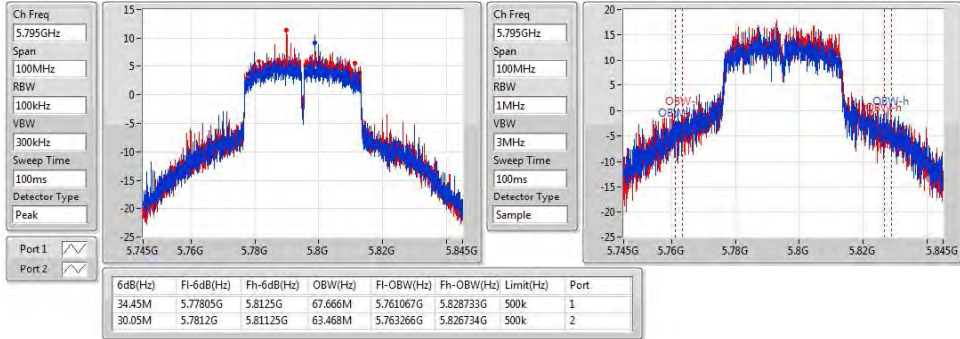 Ch Freq
5.795GHz
Span
100MHz
RBW
100kHz
VBW
300kHz
Sweep Time
100ms
Detector Type
Peak
Port 1
Port 2
15
10
5
0
-5
-10
-15
-20
-25
5.745G 5.76G 5.78G 5.8G 5.82G 5.845G
Ch Freq
5.795GHz
Span
100MHz
RBW
1MHz
VBW
3MHz
Sweep Time
100ms
Detector Type
Sample
20
15
10
5
0
-5
-10
-15
-20
-25
OBW-h
OBW-h
5.745G 5.76G 5.78G 5.8G 5.82G 5.845G
6dB(Hz) Fl-6dB(Hz) Fh-6dB(Hz) OBW(Hz) Fl-OBW(Hz) Fh-OBW(Hz) Limit(Hz) Port
34.45M 5.77805G 5.8125G 67.666M 5.761067G 5.828733G 500k 1
30.05M 5.7812G 5.81125G 63.468M 5.763266G 5.826734G 500k 2